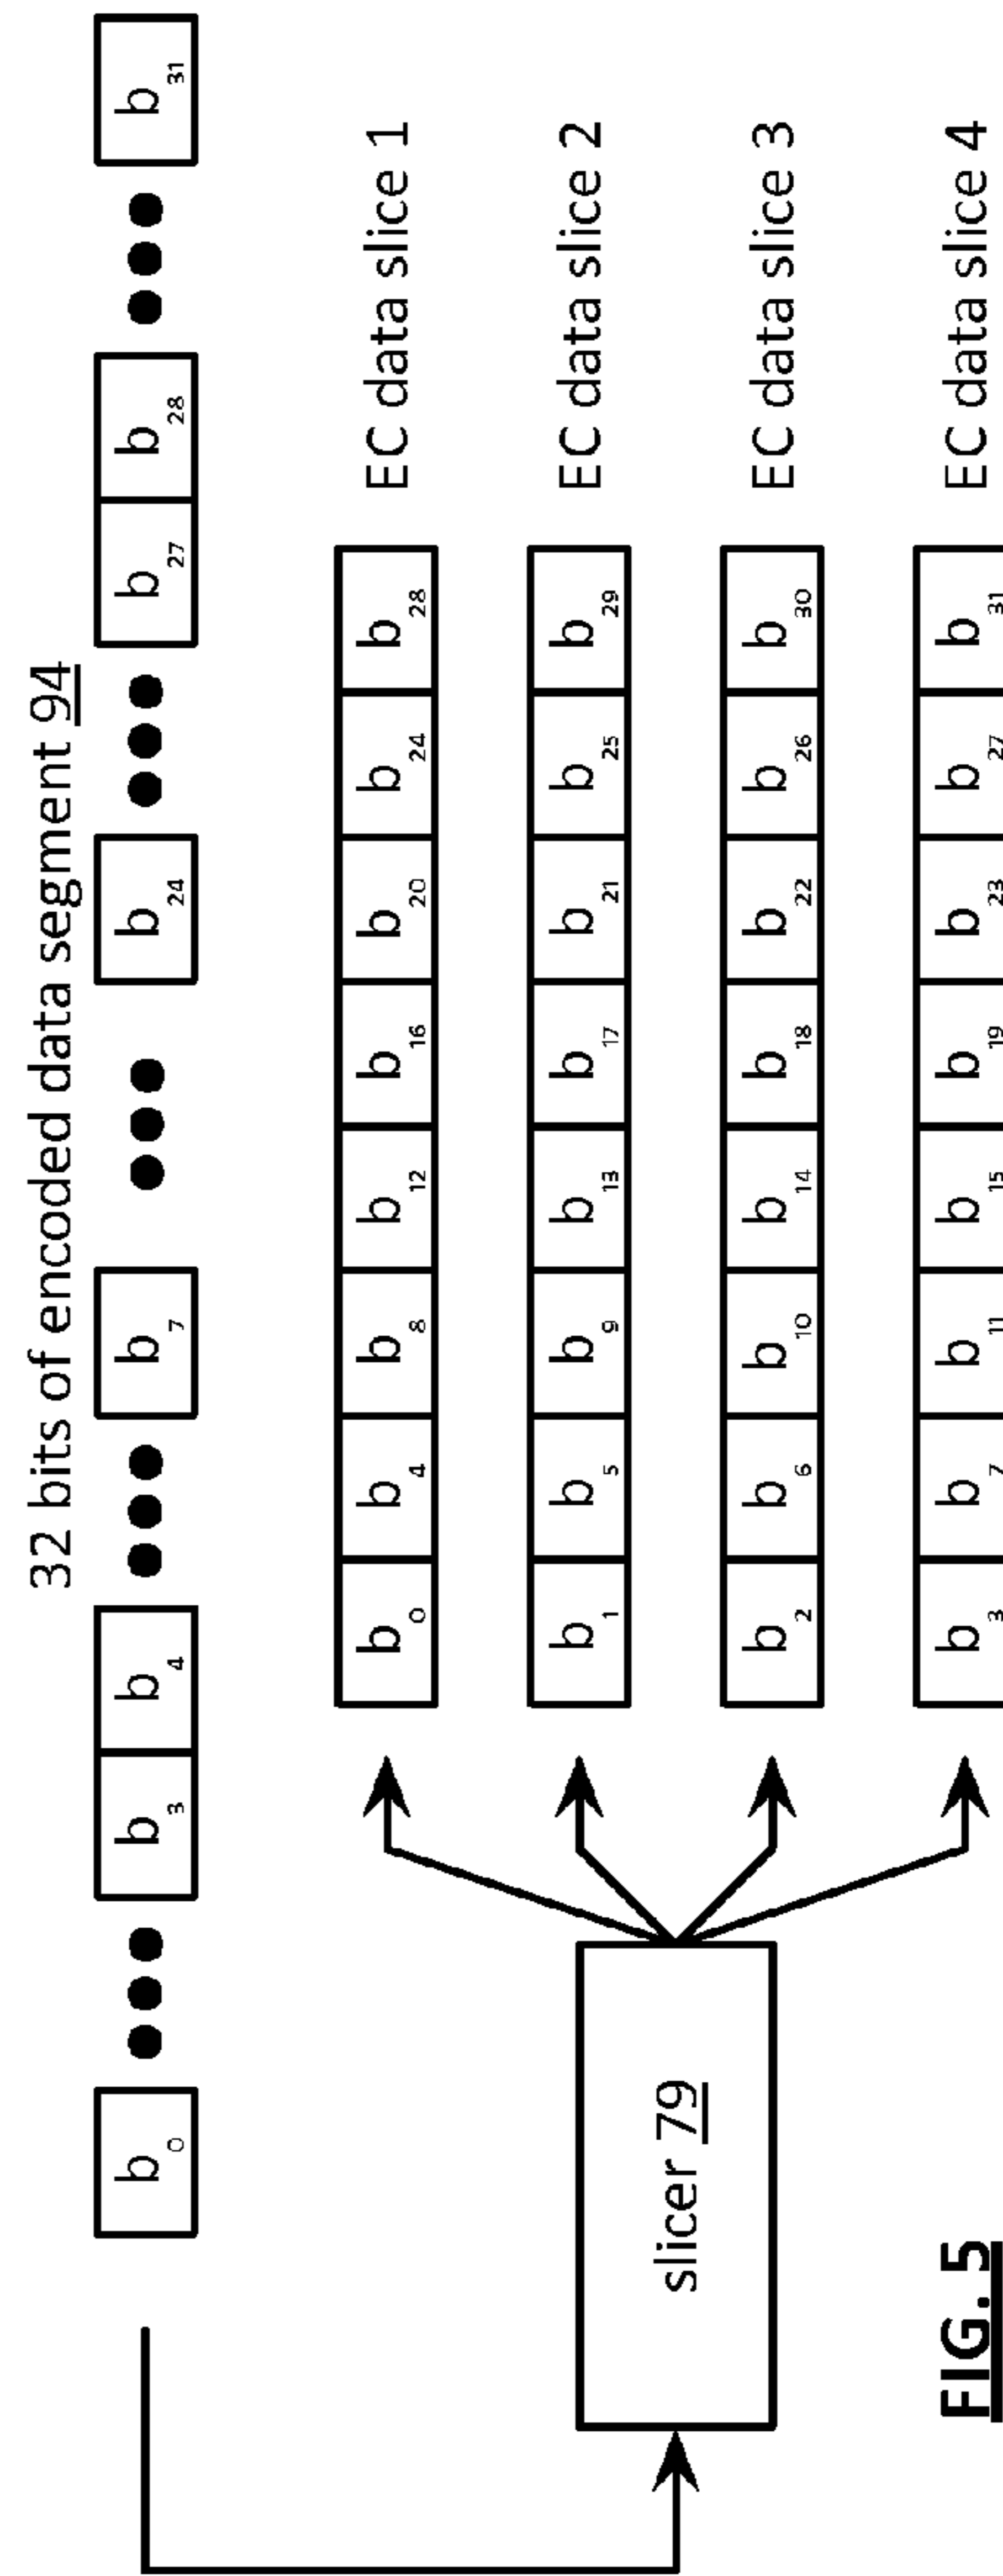 32 bits of encoded data segment 94
b0 ••• b3 b4 ••• b7 ••• b24 ••• b27 b28 ••• b31
b0 b4 b8 b12 b16 b20 b24 b28 EC data slice 1
b1 b5 b9 b13 b17 b21 b25 b29 EC data slice 2
slicer 79
b2 b6 b10 b14 b18 b22 b26 b30 EC data slice 3
b3 b7 b11 b15 b19 b23 b27 b31 EC data slice 4
FIG. 5